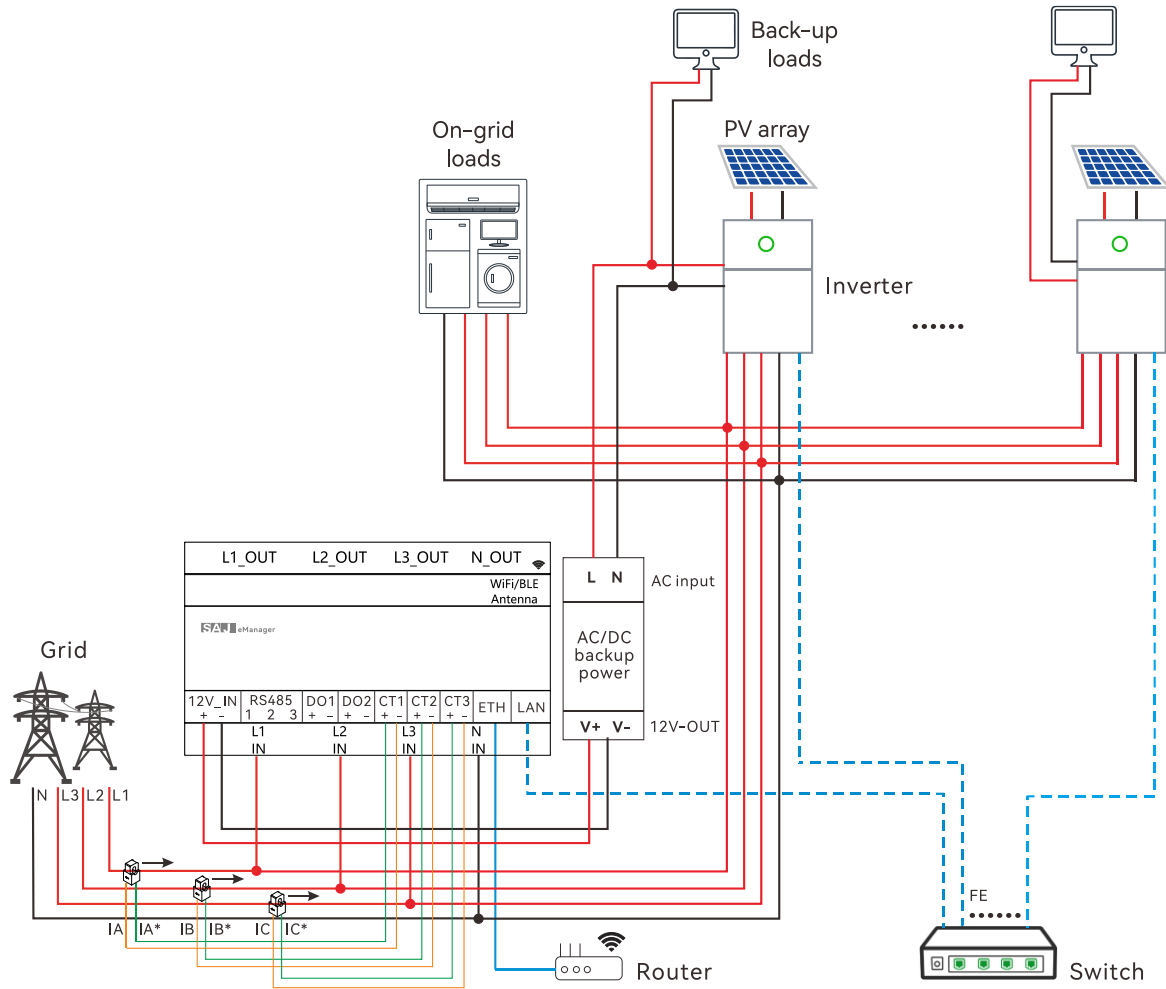 Back-up
loads
On-grid
loads
PV array
Inverter
......
L1_OUT L2_OUT L3_OUT N_OUT
WiFi/BLE
Antenna
SAJ eManager
L N AC input
AC/DC
backup
power
V+ V- 12V-OUT
Grid
12V_IN RS485 DO1 DO2 CT1 CT2 CT3 ETH LAN
+ - 1 2 3 + - + - + - + - + -
L1 L2 L3 N
IN IN IN IN
N L3 L2 L1
IA IA* IB IB* IC IC*
FE
......
Router
Switch